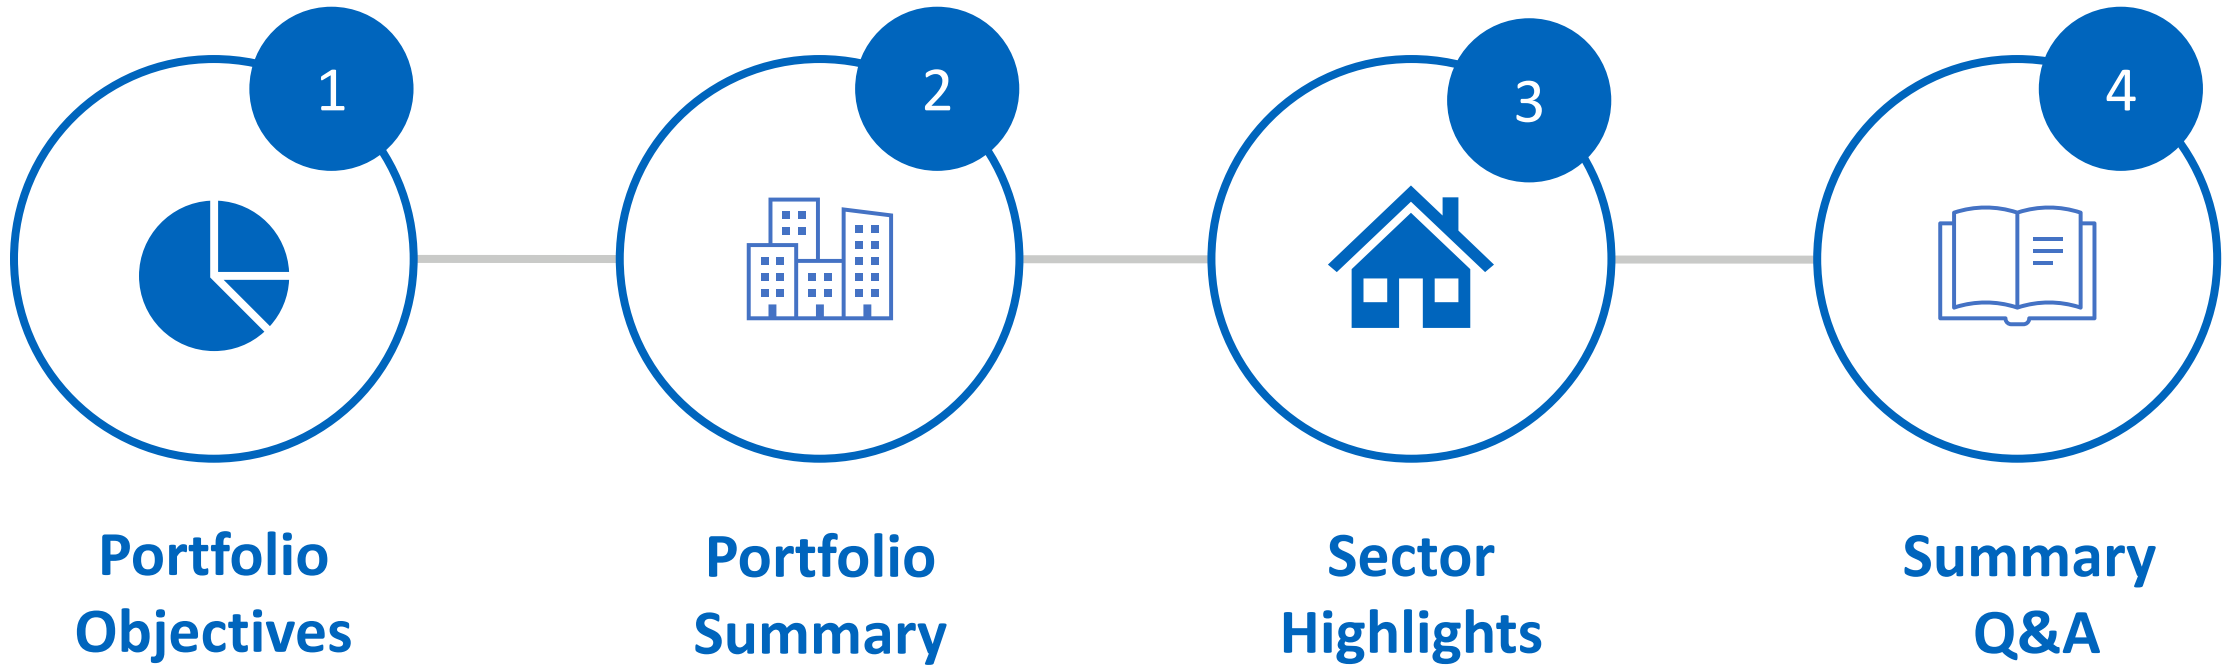 1
Portfolio
Objectives
2
Portfolio
Summary
3
Sector
Highlights
4
Summary
Q&A